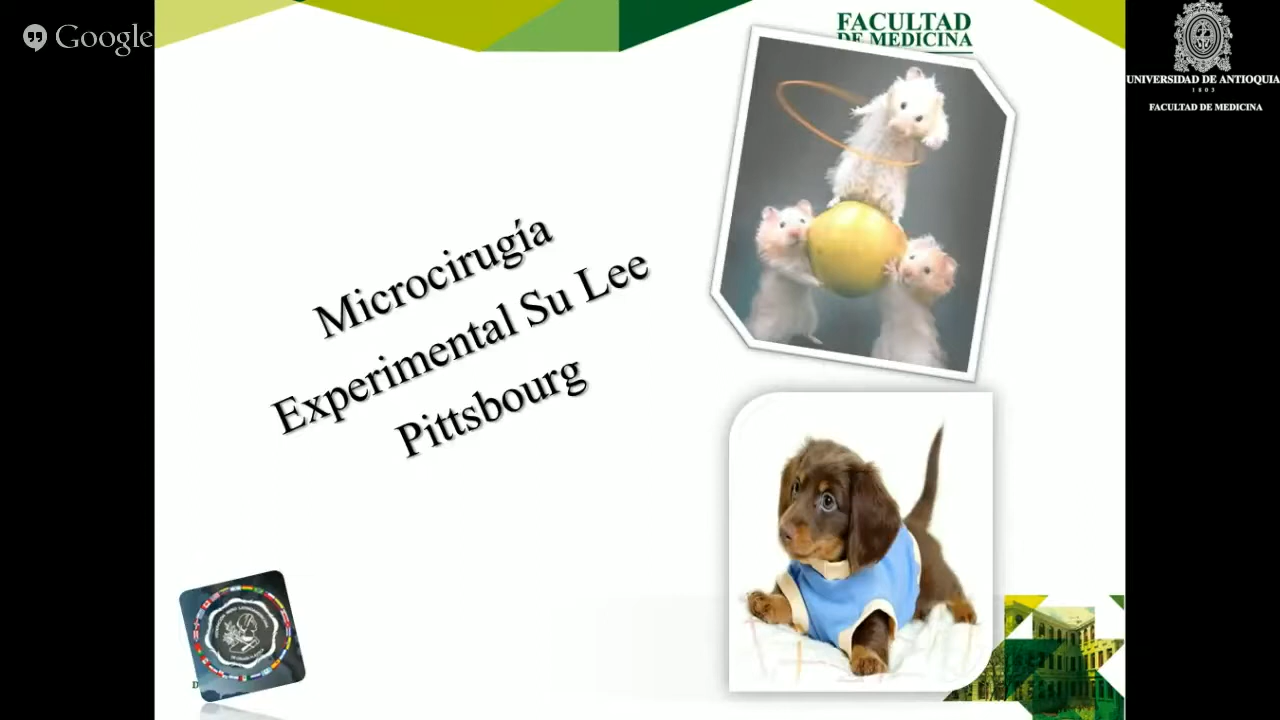 Google
FACULTAD
DE MEDICINA
UNIVERSIDAD DE ANTIOQUIA
1803
FACULTAD DE MEDICINA
Microcirugía
Experimental Su Lee
Pittsbourg